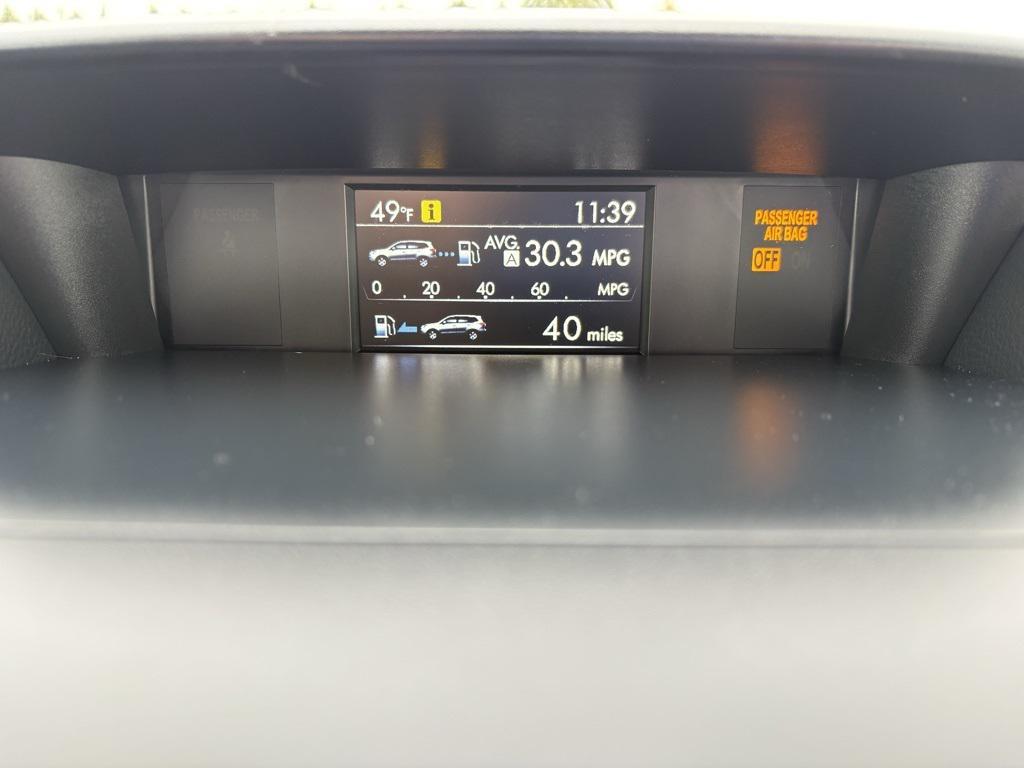 PASSENGER
49°F i 11:39
AVG.
A 30.3 MPG
0 . 20 . 40 . 60 . MPG
40 miles
PASSENGER
AIR BAG
OFF ON